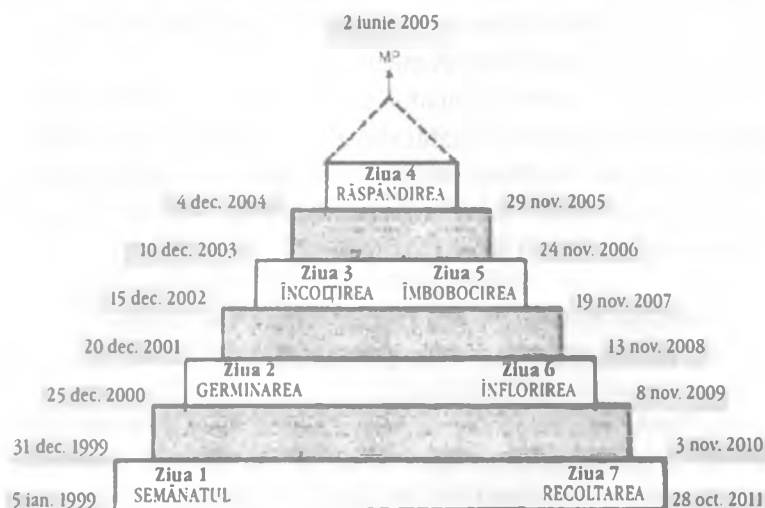 2 iunie 2005
MP
Ziua 4
RĂSPÂNDIREA
4 dec. 2004
29 nov. 2005
10 dec. 2003
24 nov. 2006
Ziua 3
Ziua 5
ÎNCOLȚIREA
ÎMBOBOCIREA
15 dec. 2002
19 nov. 2007
20 dec. 2001
13 nov. 2008
Ziua 2
Ziua 6
GERMINAREA
ÎNFLORIREA
25 dec. 2000
8 nov. 2009
31 dec. 1999
3 nov. 2010
Ziua 1
Ziua 7
SEMĂNATUL
RECOLTAREA
5 ian. 1999
28 oct. 2011